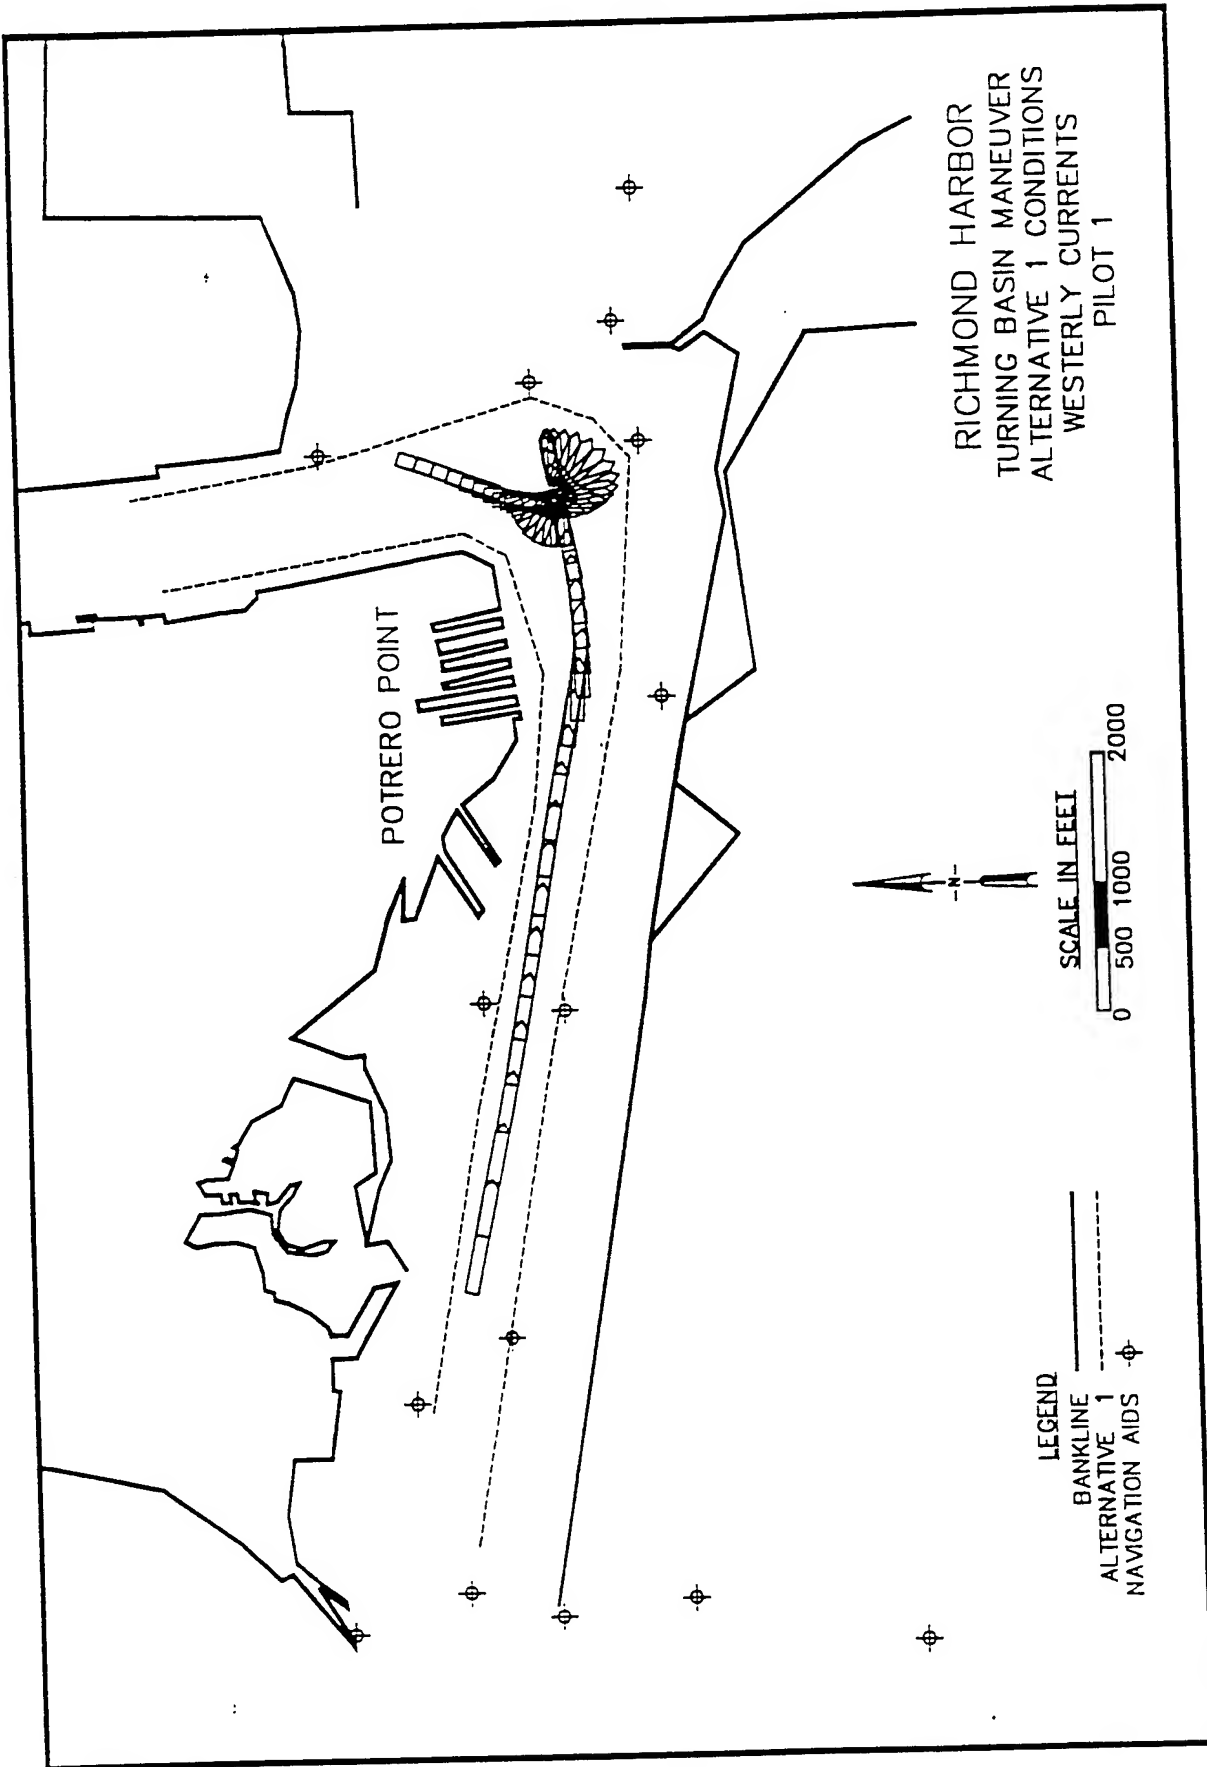 POTRERO POINT
RICHMOND HARBOR
TURNING BASIN MANEUVER
ALTERNATIVE 1 CONDITIONS
WESTERLY CURRENTS
PILOT 1
-N-
SCALE IN FEET
0 500 1000 2000
LEGEND
BANKLINE
ALTERNATIVE 1
NAVIGATION AIDS